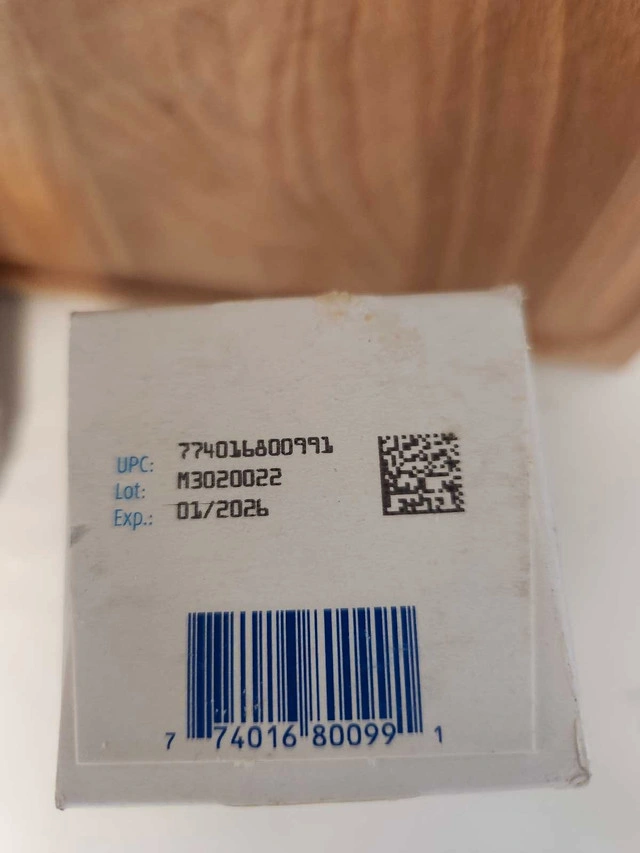 UPC: 774016800991
Lot: M3020022
Exp.: 01/2026
7 74016 80099 1